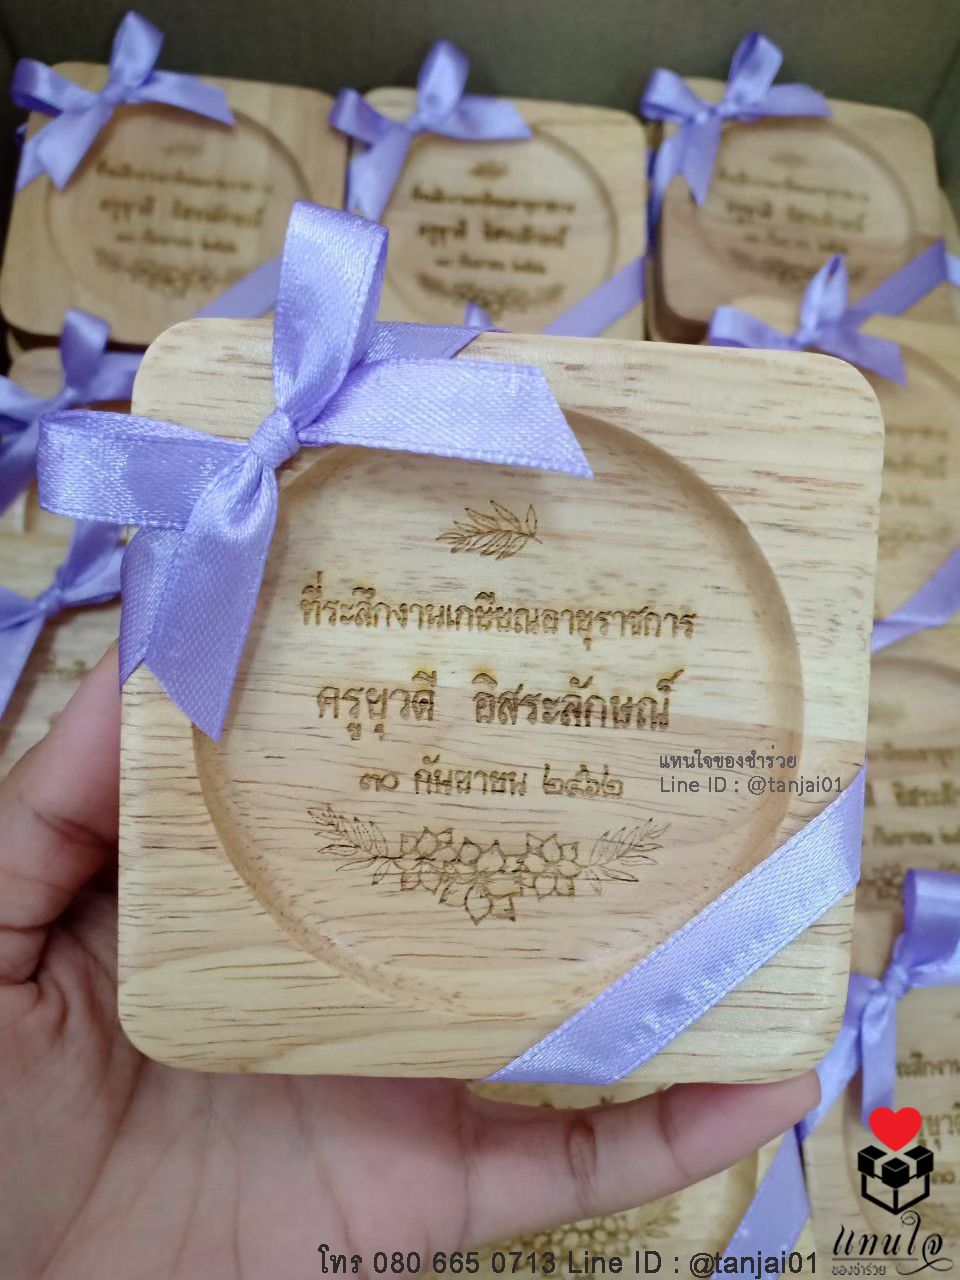 ที่ระลึกงานเกษียณอายุราชการ
ครูยุวดี อิสระลักษณ์
๓๐ กันยายน ๒๕๖๒
แทนใจของชำร่วย
Line ID : @tanjai01
แทนใจ
ของชำร่วย
โทร 080 665 0713 Line ID : @tanjai01